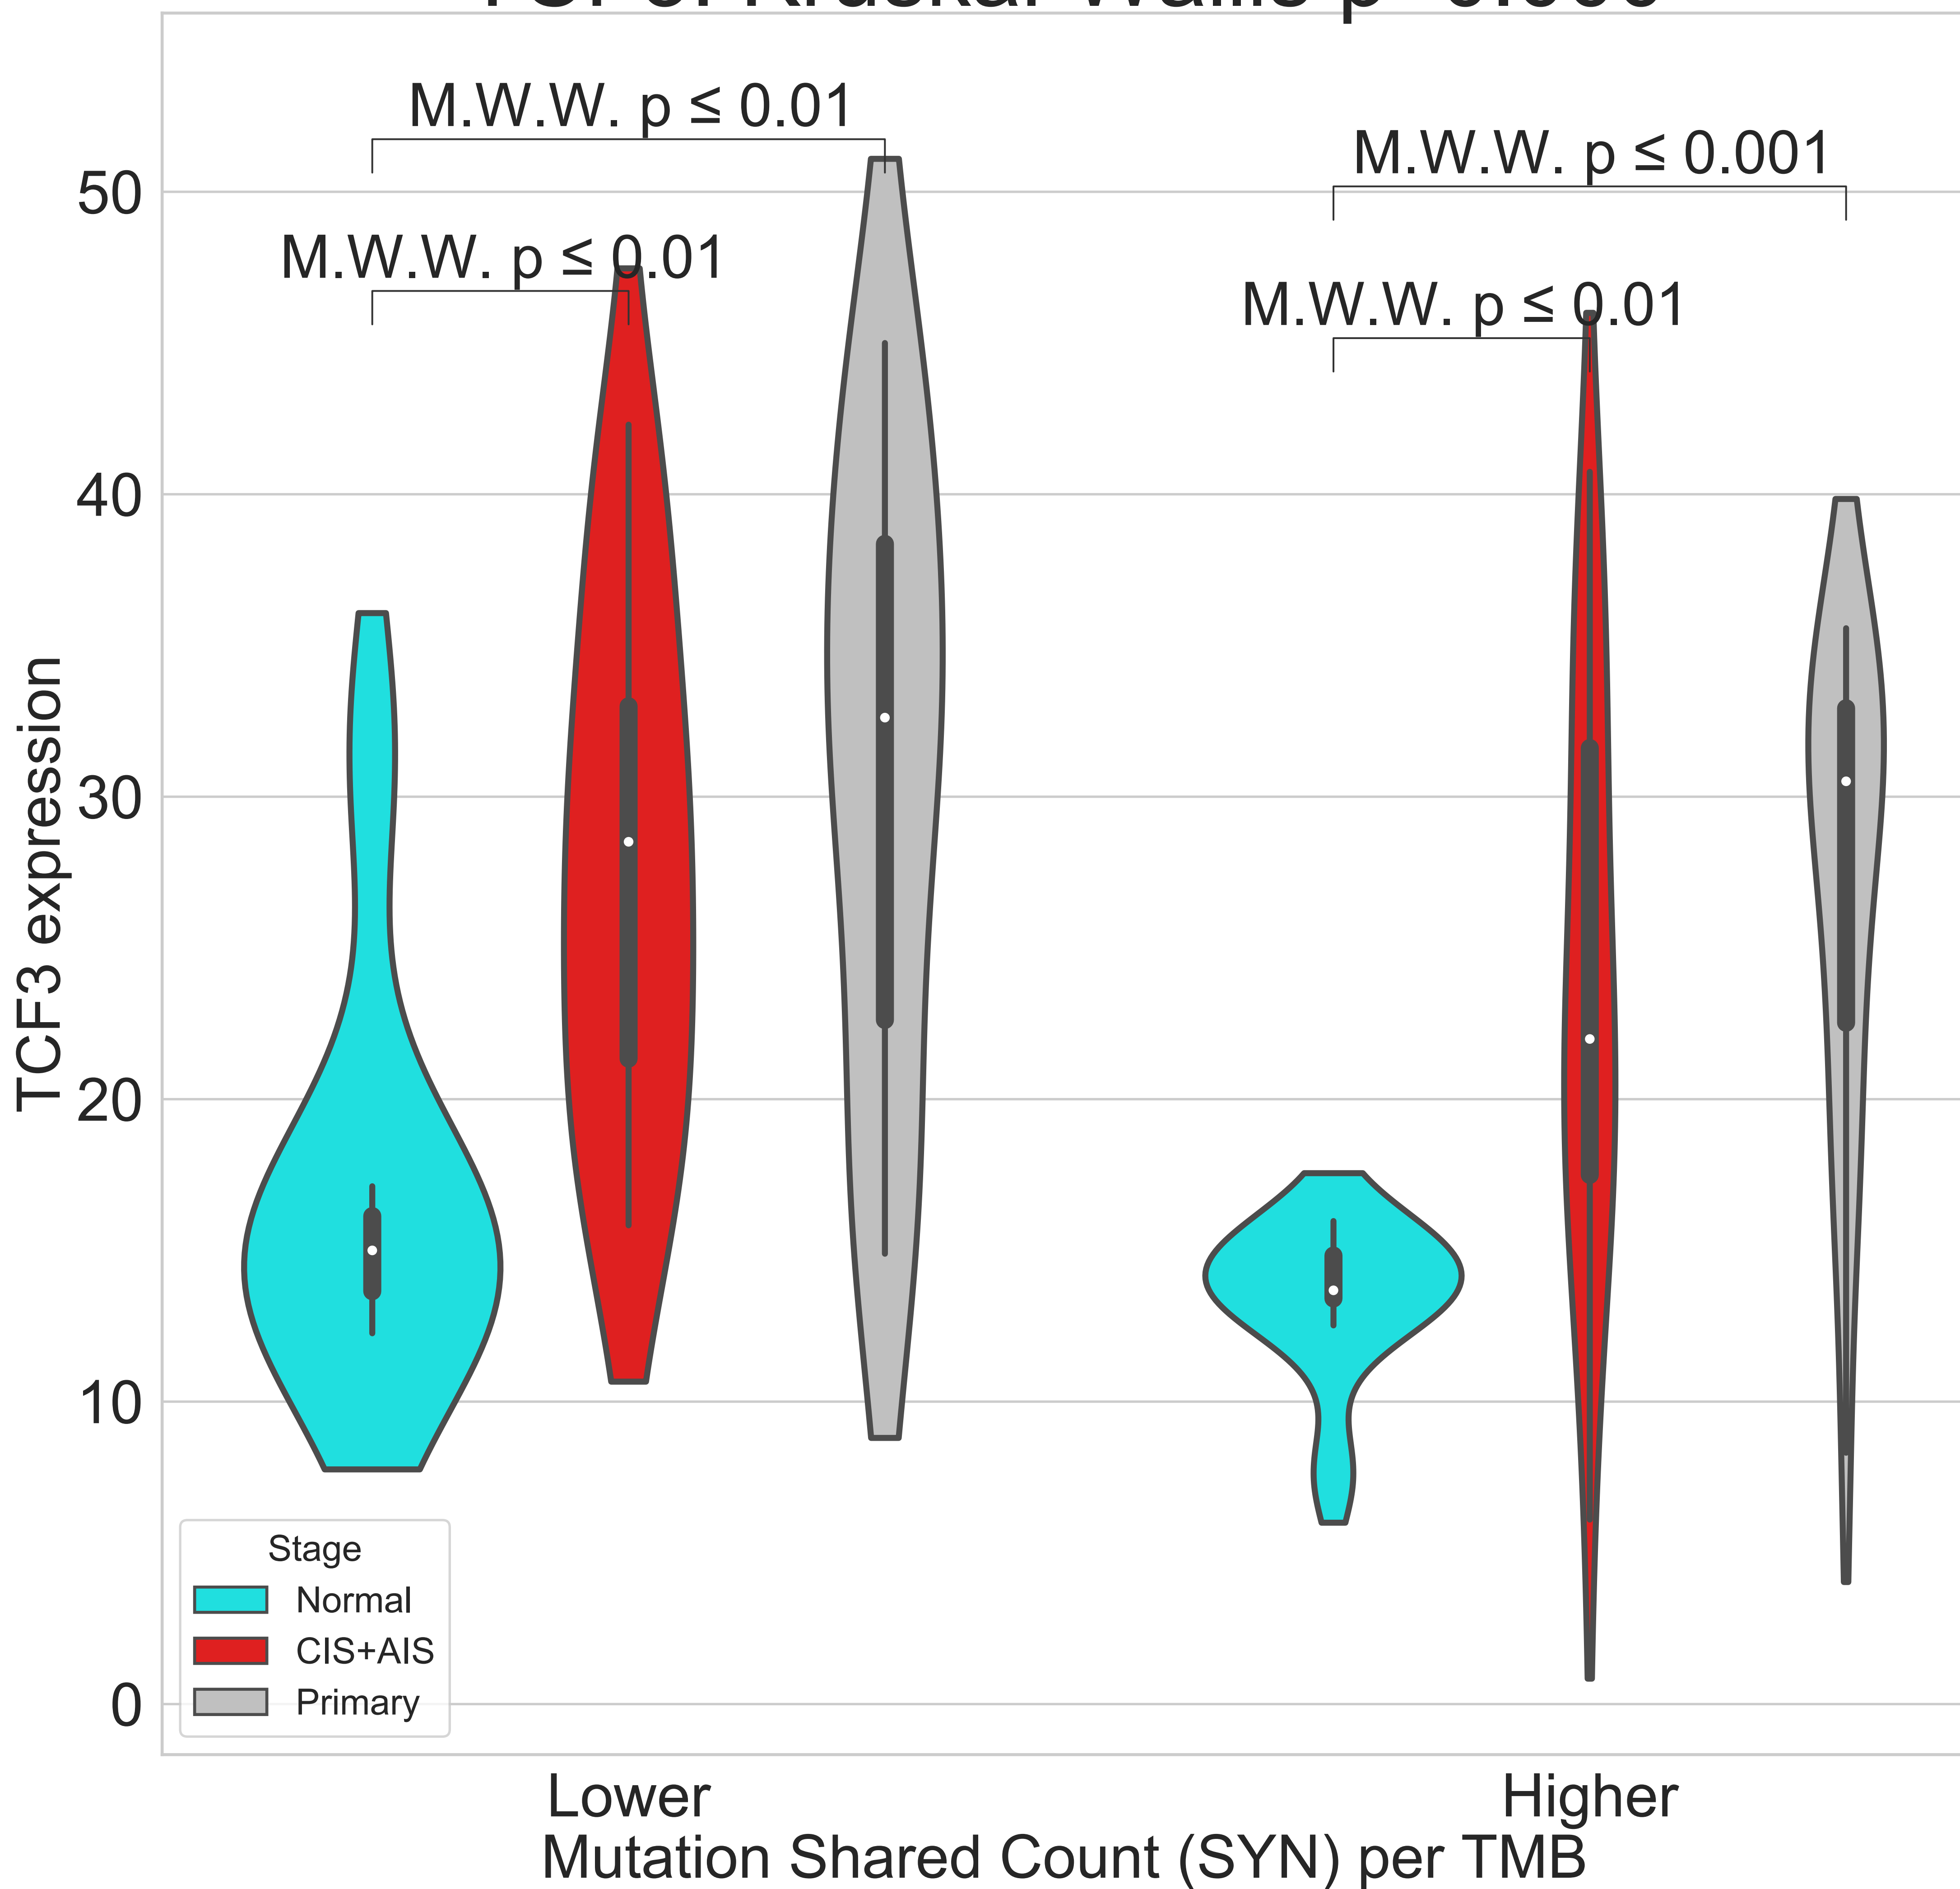 M.W.W. p ≤ 0.01
M.W.W. p ≤ 0.001
50
M.W.W. p ≤ 0.01
M.W.W. p ≤ 0.01
40
30
20
10
0
TCF3 expression
Stage
Normal
CIS+AIS
Primary
Lower
Higher
Mutation Shared Count (SYN) per TMB